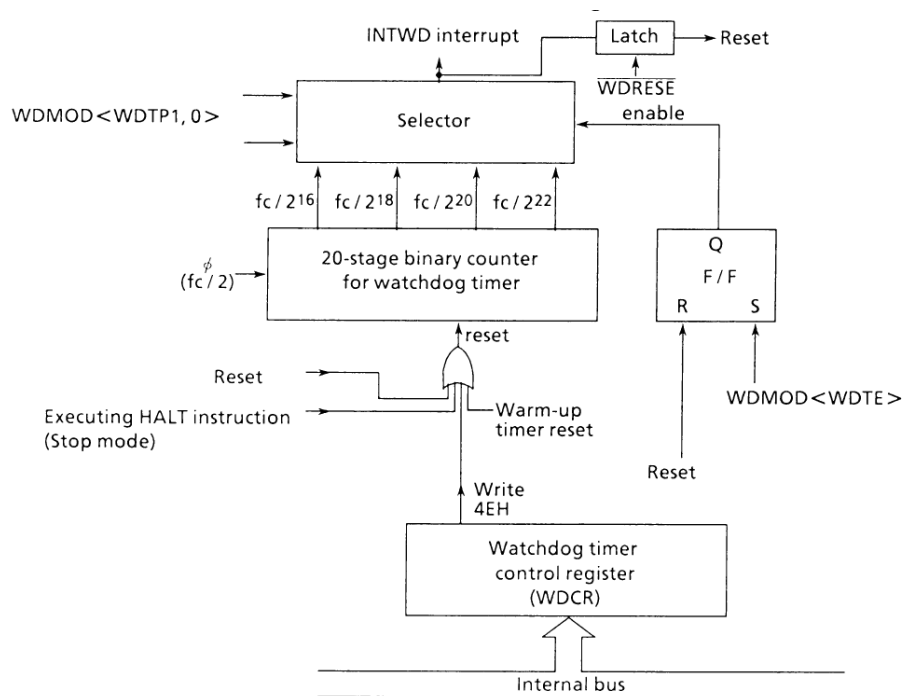 INTWD interrupt
Latch
Reset
WDRESE
enable
WDMOD<WDTP1, 0>
Selector
fc / 2¹⁶
fc / 2¹⁸
fc / 2²⁰
fc / 2²²
ϕ
(fc / 2)
20-stage binary counter
for watchdog timer
Q
F / F
R
S
reset
Reset
Executing HALT instruction
(Stop mode)
Warm-up
timer reset
WDMOD<WDTE>
Reset
Write
4EH
Watchdog timer
control register
(WDCR)
Internal bus